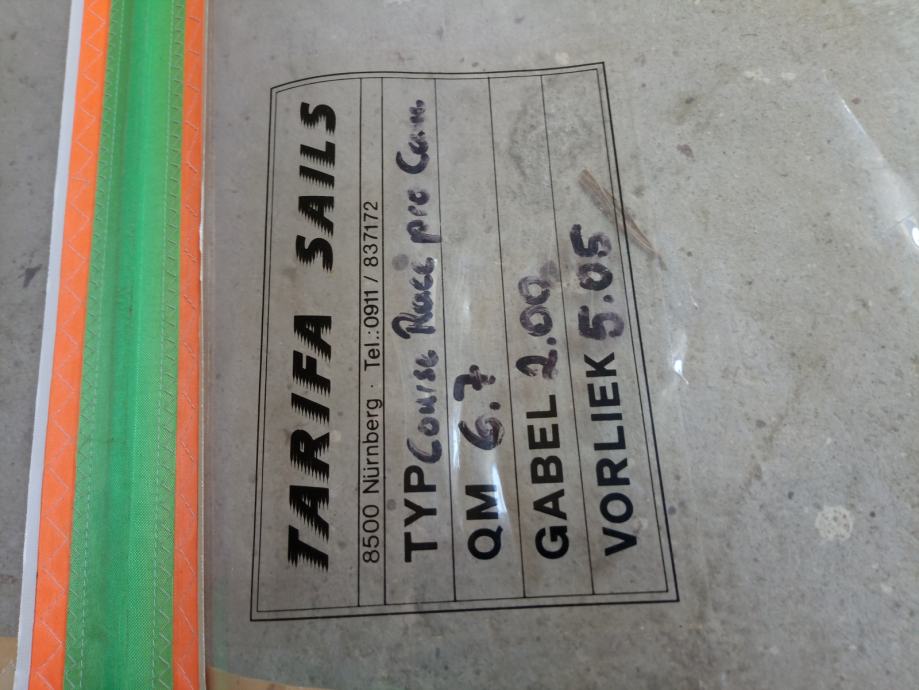 TARIFA SAILS
8500 Nürnberg · Tel.:0911 / 837172
TYP Course Race pro Cam.
QM 6.7
GABEL 2.00
VORLIEK 5.05